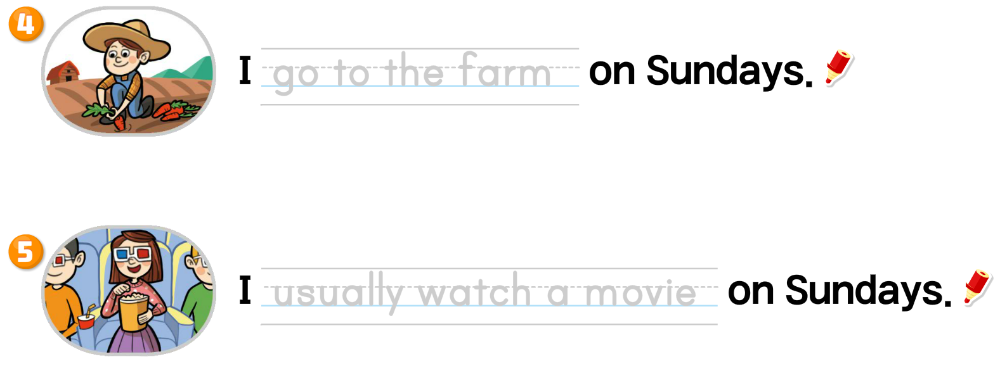 4
I go to the farm on Sundays.
5
I usually watch a movie on Sundays.